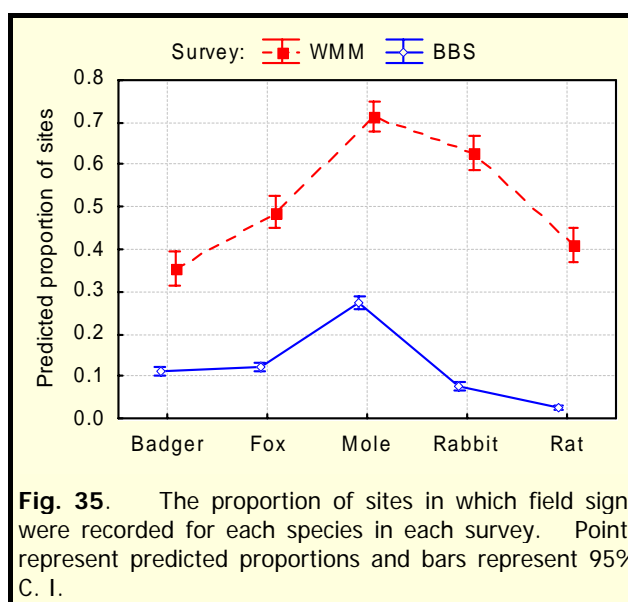 Survey: WMM BBS
0.8
0.7
0.6
0.5
0.4
0.3
0.2
0.1
0.0
Predicted proportion of sites
Badger Fox Mole Rabbit Rat
Fig. 35. The proportion of sites in which field sign
were recorded for each species in each survey. Point
represent predicted proportions and bars represent 95%
C. I.